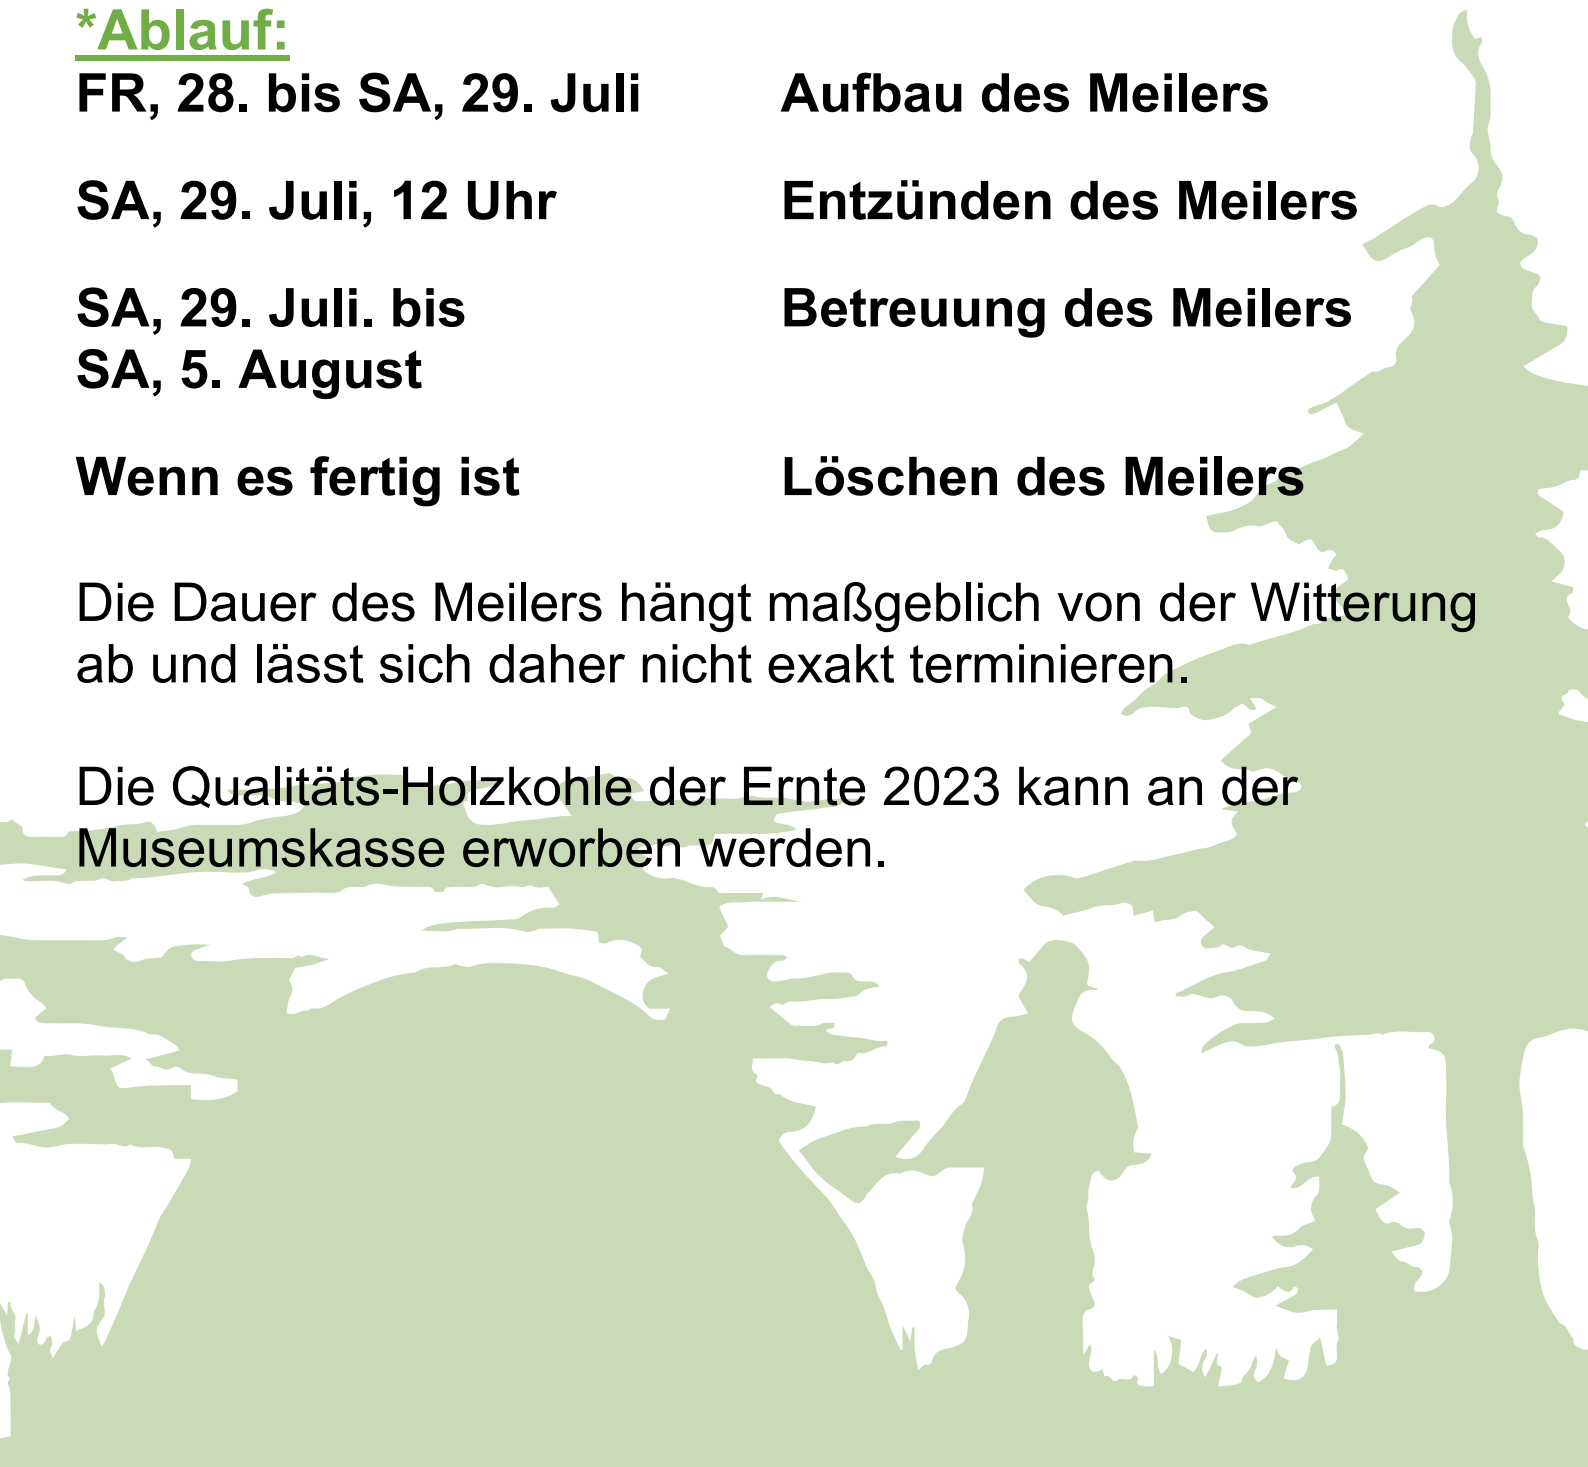 *Ablauf:
FR, 28. bis SA, 29. Juli Aufbau des Meilers
SA, 29. Juli, 12 Uhr Entzünden des Meilers
SA, 29. Juli. bis Betreuung des Meilers
SA, 5. August
Wenn es fertig ist Löschen des Meilers
Die Dauer des Meilers hängt maßgeblich von der Witterung
ab und lässt sich daher nicht exakt terminieren.
Die Qualitäts-Holzkohle der Ernte 2023 kann an der
Museumskasse erworben werden.